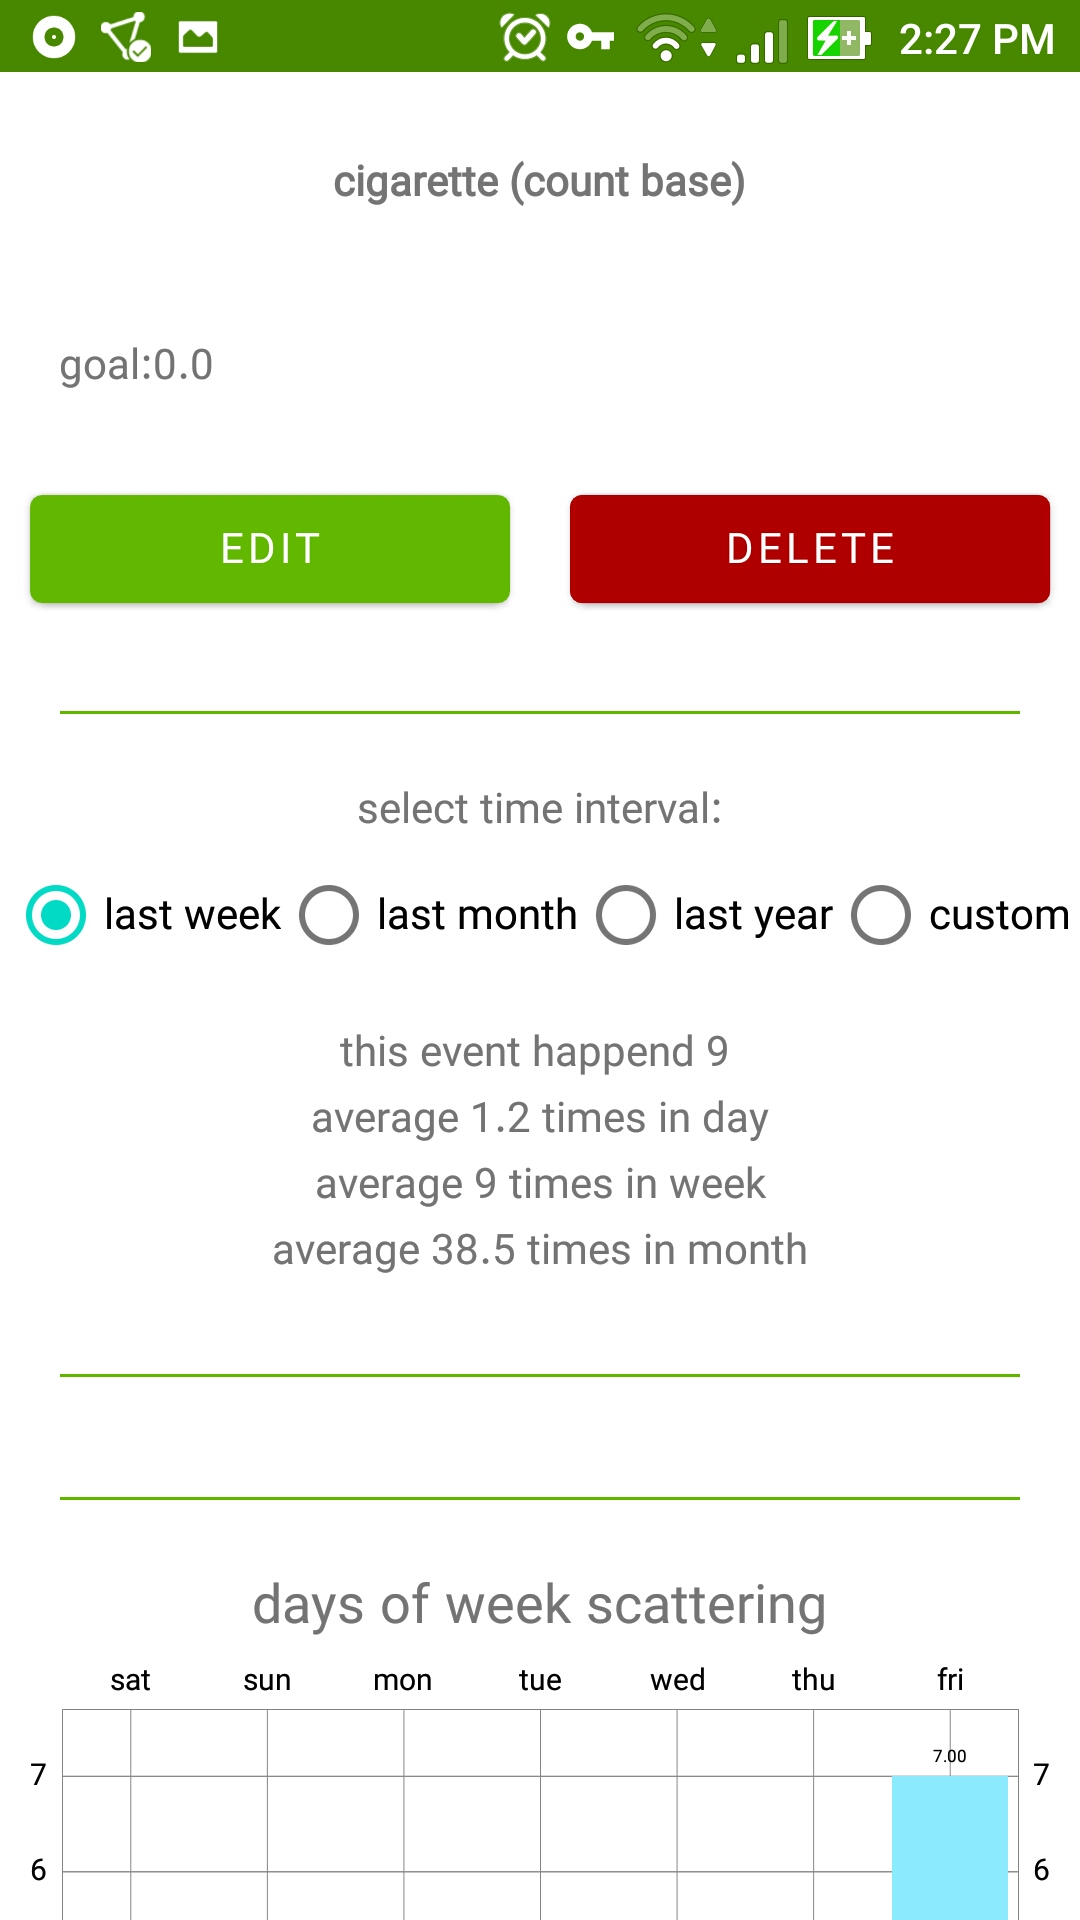 2:27 PM
cigarette (count base)
goal:0.0
EDIT DELETE
select time interval:
last week last month last year custom
this event happend 9
average 1.2 times in day
average 9 times in week
average 38.5 times in month
days of week scattering
sat sun mon tue wed thu fri
7.00
7 7
6 6